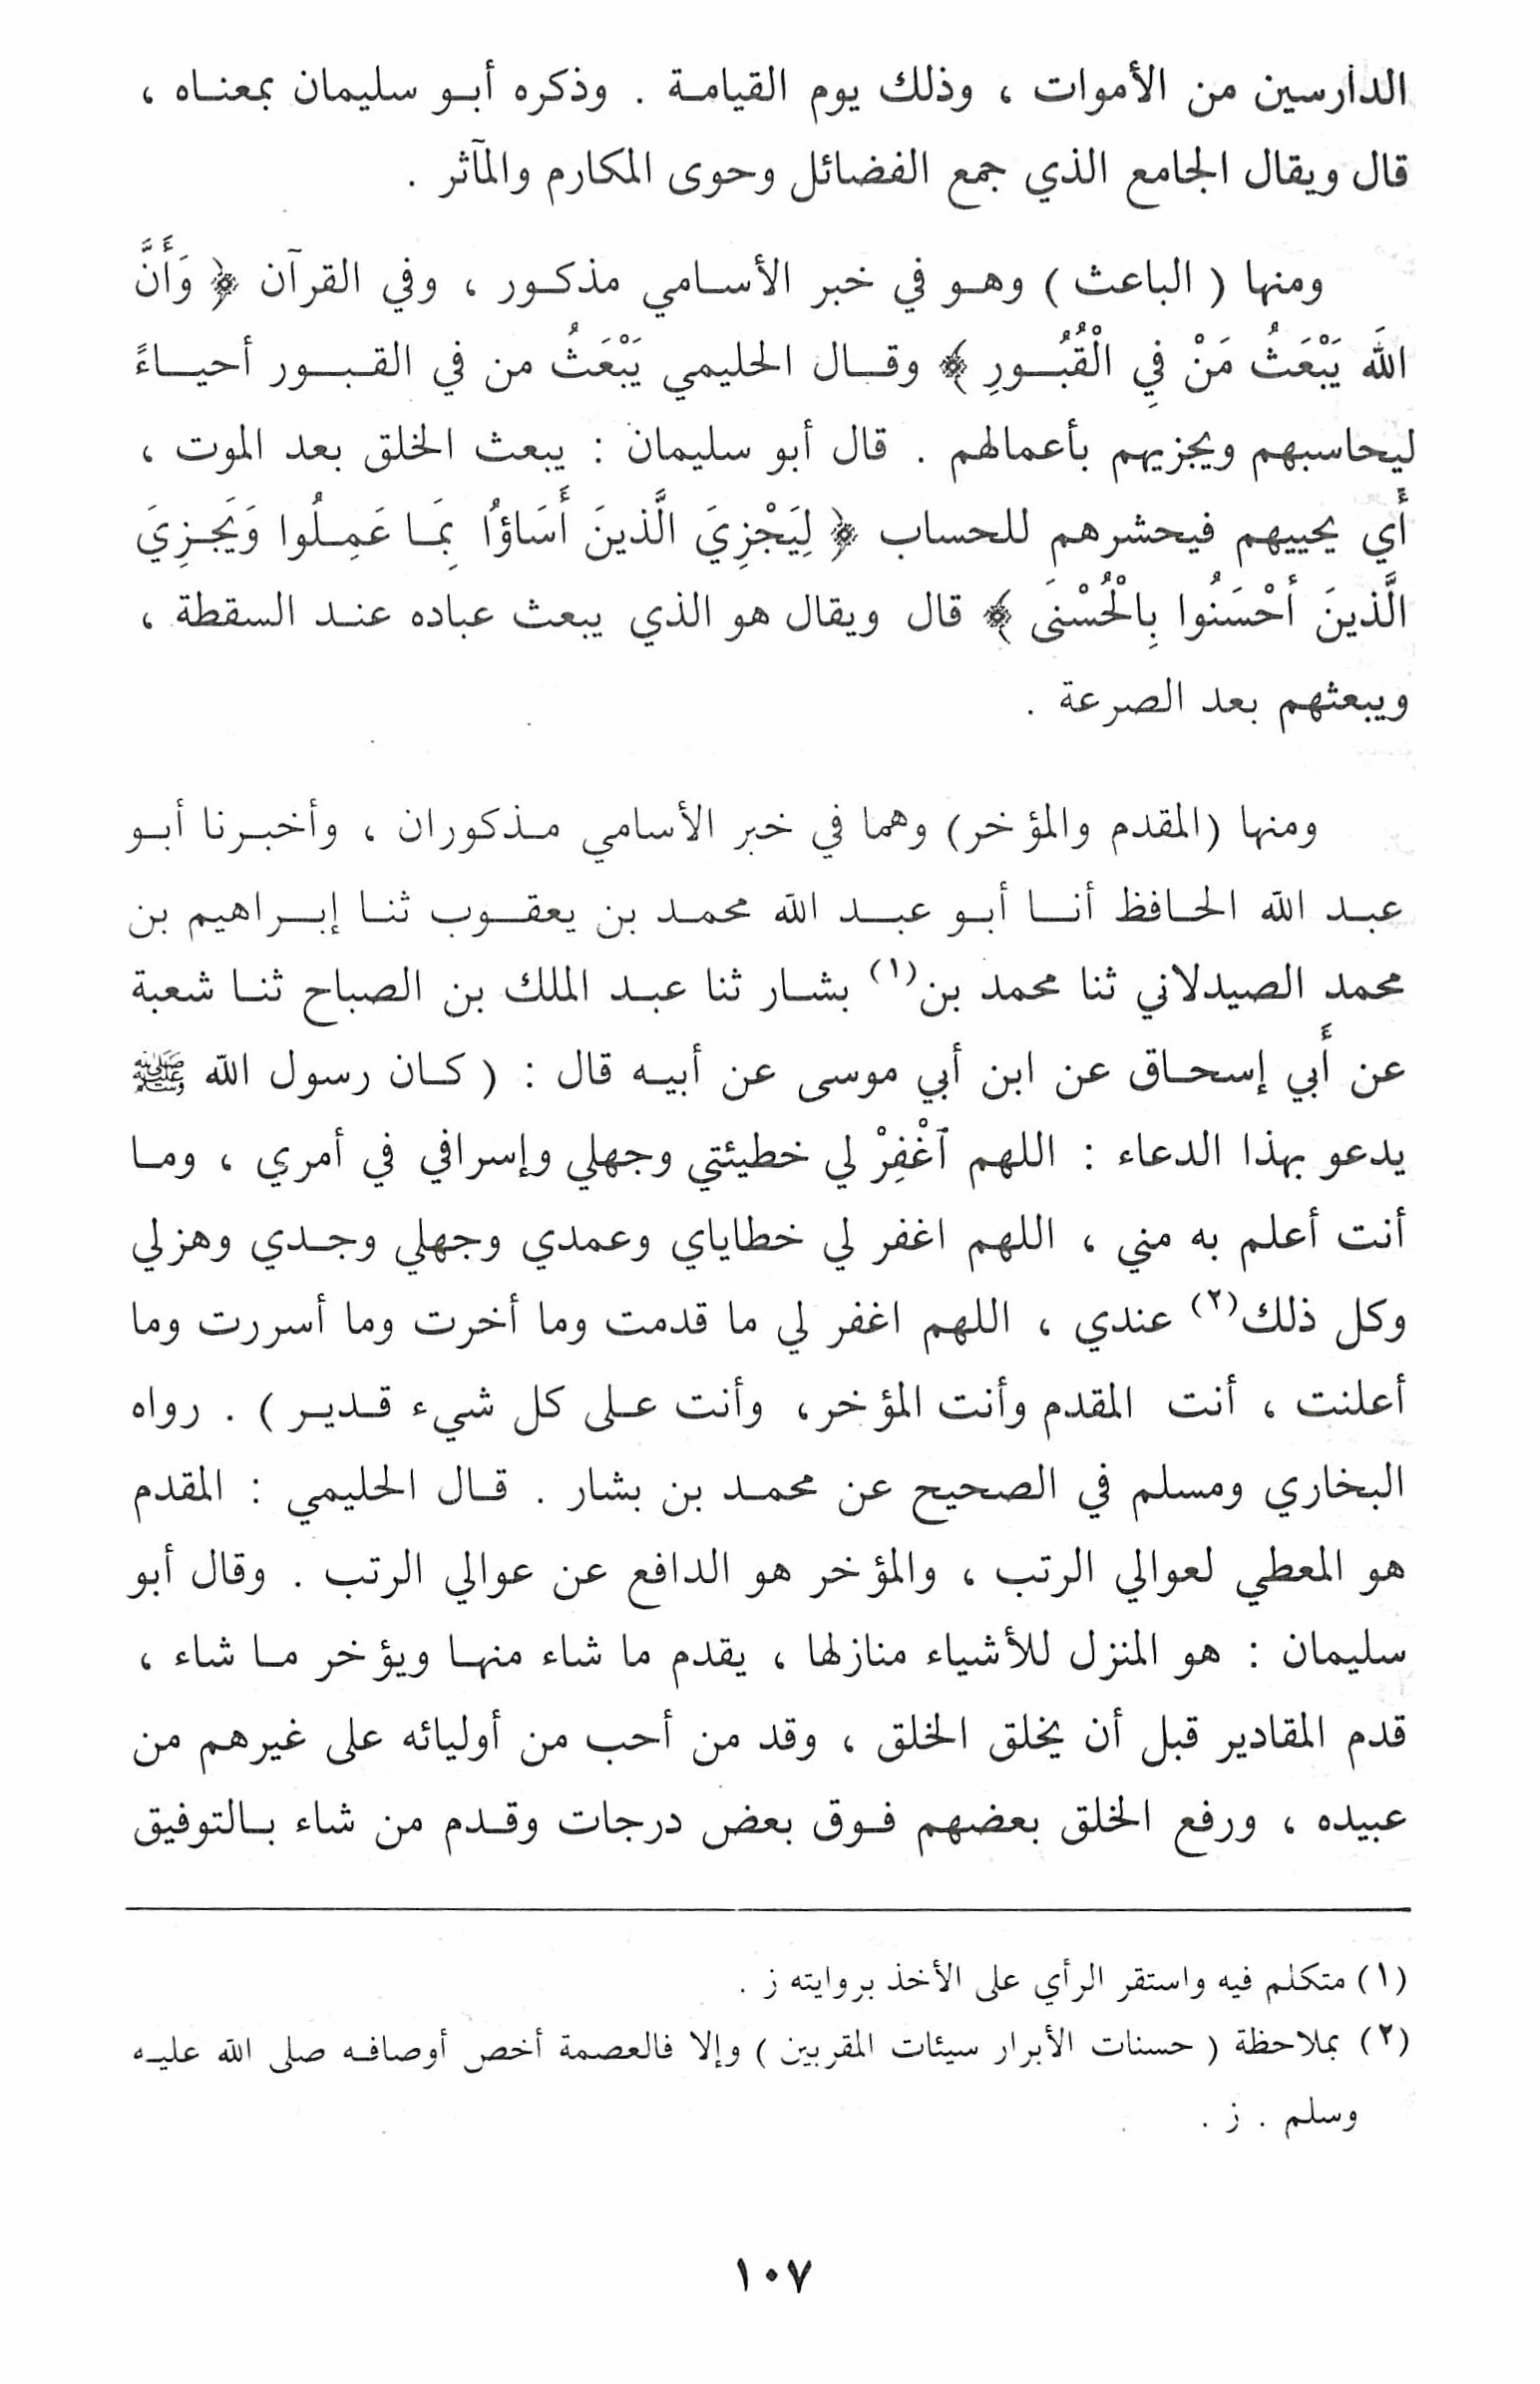 الدارسين من الأموات ، وذلك يوم القيامة . وذكره أبو سليمان بمعناه ،
قال ويقال الجامع الذي جمع الفضائل وحوى المكارم والمآثر .
ومنها ( الباعث ) وهو في خبر الأسامي مذكور ، وفي القرآن ﴿ وَأَنَّ
اللَه يَبْعَثُ مَنْ فِي الْقُبُورِ ﴾ وقال الحليمي يَبْعَثُ من في القبور أحياءً
ليحاسبهم ويجزيهم بأعمالهم . قال أبو سليمان : يبعث الخلق بعد الموت ،
أَي يحييهم فيحشرهم للحساب ﴿ لِيَجْزِيَ الَّذينَ أَسَاؤُا بِمَا عَمِلُوا وَيَجزِيَ
الَّذينَ أحْسَنُوا بِالْحُسْنَى ﴾ قال ويقال هو الذي يبعث عباده عند السقطة ،
ويبعثهم بعد الصرعة .
ومنها (المقدم والمؤخر) وهما في خبر الأسامي مذكوران ، وأخبرنا أبو
عبد الله الحافظ أنا أبو عبد الله محمد بن يعقوب ثنا إبراهيم بن
محمد الصيدلاني ثنا محمد بن(١) بشار ثنا عبد الملك بن الصباح ثنا شعبة
عن أَبي إسحاق عن ابن أبي موسى عن أبيه قال : ( كان رسول الله ﷺ
يدعو بهذا الدعاء : اللهم ٱغْفِرْ لي خطيئتي وجهلي وإسرافي في أمري ، وما
أنت أعلم به مني ، اللهم اغفر لي خطاياي وعمدي وجهلي وجدي وهزلي
وكل ذلك(٢) عندي ، اللهم اغفر لي ما قدمت وما أخرت وما أسررت وما
أعلنت ، أنت المقدم وأنت المؤخر، وأنت على كل شيء قدير ) . رواه
البخاري ومسلم في الصحيح عن محمد بن بشار . قال الحليمي : المقدم
هو المعطي لعوالي الرتب ، والمؤخر هو الدافع عن عوالي الرتب . وقال أبو
سليمان : هو المنزل للأشياء منازلها ، يقدم ما شاء منها ويؤخر ما شاء ،
قدم المقادير قبل أن يخلق الخلق ، وقد من أحب من أوليائه على غيرهم من
عبيده ، ورفع الخلق بعضهم فوق بعض درجات وقدم من شاء بالتوفيق
(١) متكلم فيه واستقر الرأي على الأخذ بروايته ز .
(٢) بملاحظة ( حسنات الأبرار سيئات المقربين ) وإلا فالعصمة أخص أوصافه صلى الله عليه
وسلم . ز .
١٠٧